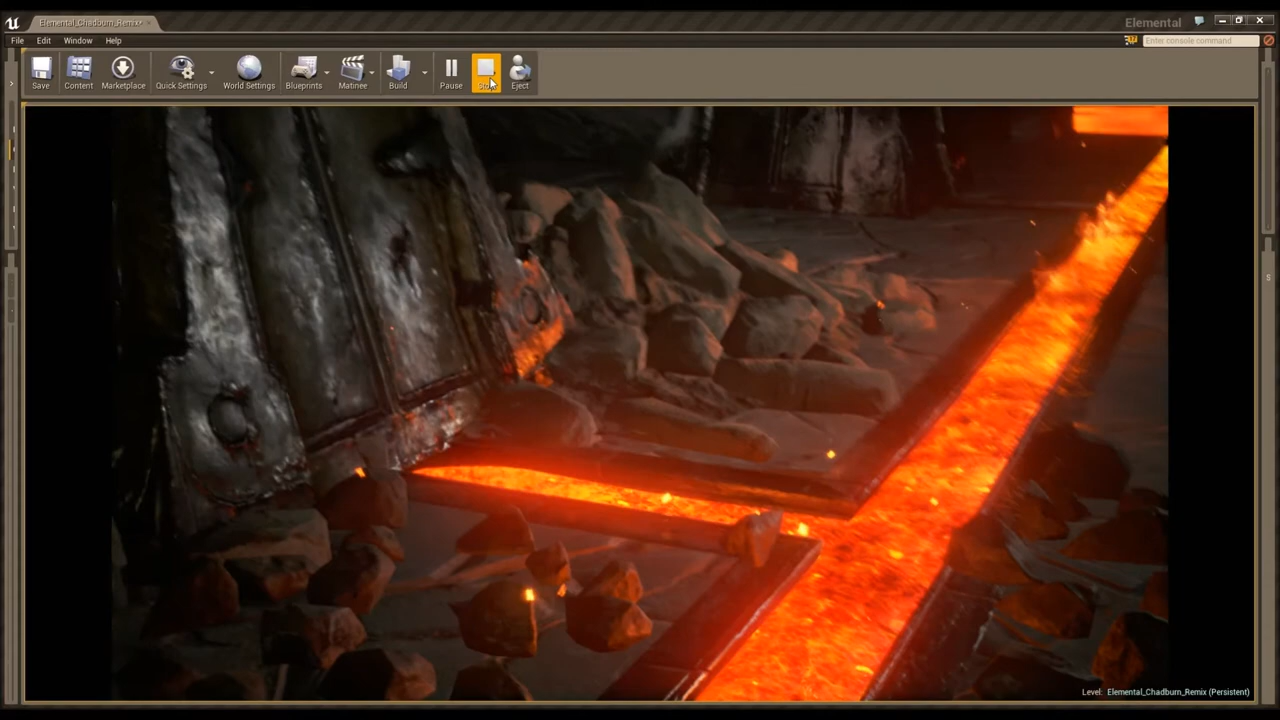 Elemental_Chadburn_Remix•
Elemental
File Edit Window Help
Enter console command
Save Content Marketplace Quick Settings World Settings Blueprints Matinee Build Pause Eject
Level: Elemental_Chadburn_Remix (Persistent)